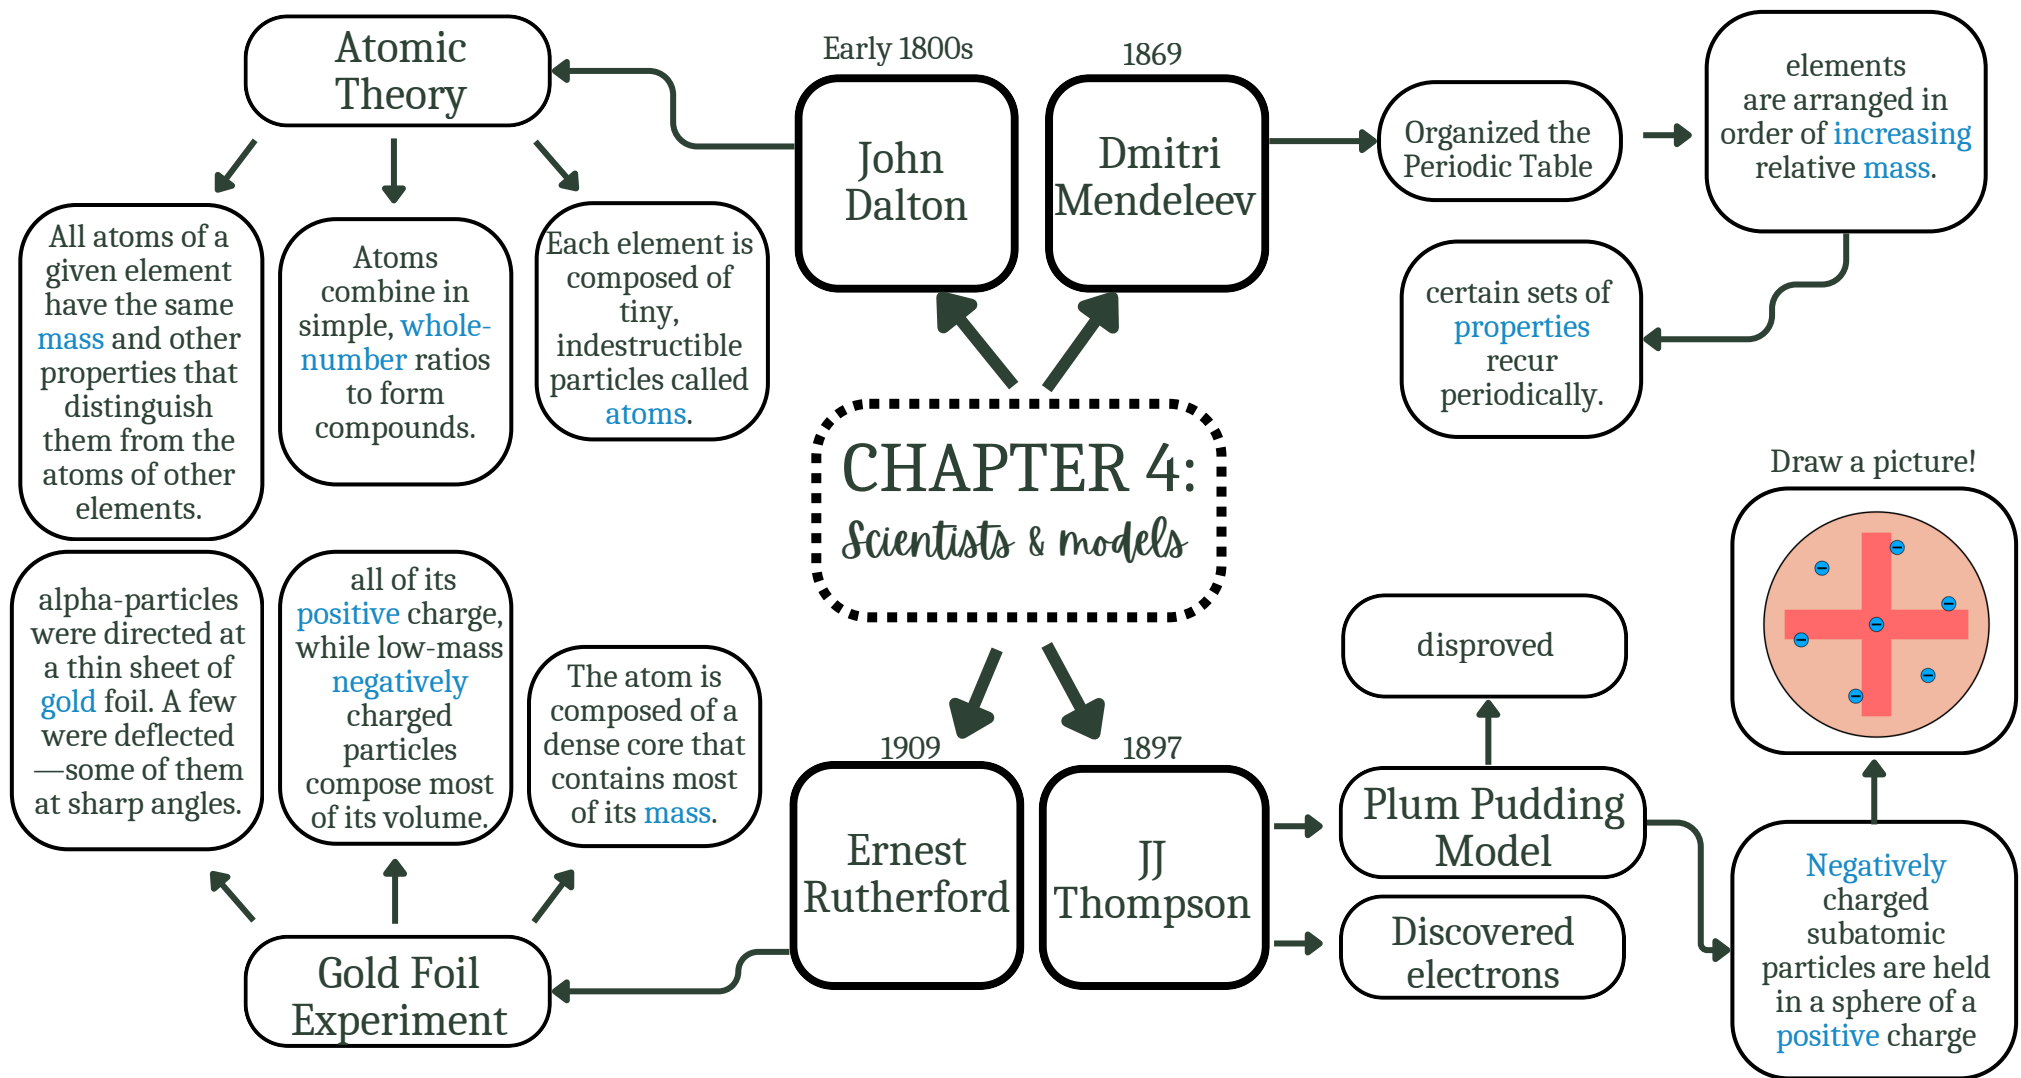 Atomic
Theory
All atoms of a
given element
have the same
mass and other
properties that
distinguish
them from the
atoms of other
elements.
Atoms
combine in
simple, whole-
number ratios
to form
compounds.
Each element is
composed of
tiny,
indestructible
particles called
atoms.
Early 1800s
John
Dalton
1869
Dmitri
Mendeleev
Organized the
Periodic Table
elements
are arranged in
order of increasing
relative mass.
certain sets of
properties
recur
periodically.
CHAPTER 4:
Scientists & models
alpha-particles
were directed at
a thin sheet of
gold foil. A few
were deflected
—some of them
at sharp angles.
all of its
positive charge,
while low-mass
negatively
charged
particles
compose most
of its volume.
The atom is
composed of a
dense core that
contains most
of its mass.
Gold Foil
Experiment
1909
Ernest
Rutherford
1897
JJ
Thompson
disproved
Plum Pudding
Model
Discovered
electrons
Draw a picture!
Negatively
charged
subatomic
particles are held
in a sphere of a
positive charge